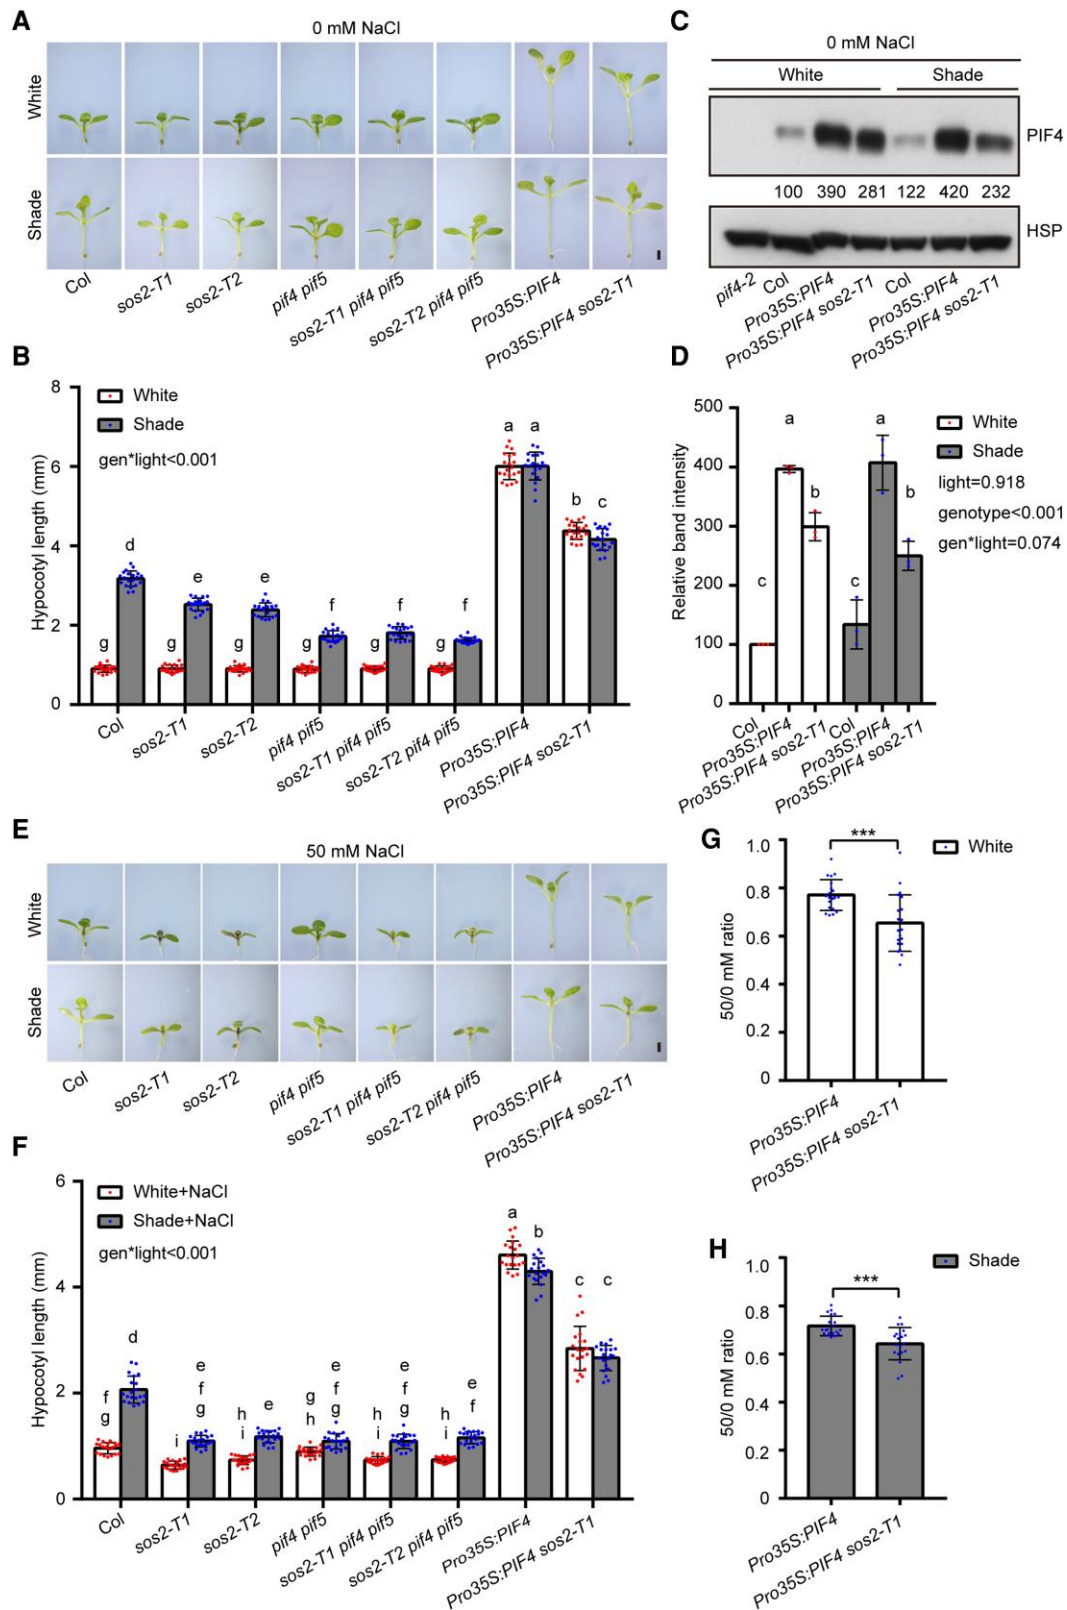 A
0 mM NaCl
White
Shade
Col
sos2-T1
sos2-T2
pif4 pif5
sos2-T1 pif4 pif5
sos2-T2 pif4 pif5
Pro35S:PIF4
Pro35S:PIF4 sos2-T1
C
0 mM NaCl
White Shade
PIF4
100 390 281 122 420 232
HSP
pif4-2
Col
Pro35S:PIF4
Pro35S:PIF4 sos2-T1
Col
Pro35S:PIF4
Pro35S:PIF4 sos2-T1
B
Hypocotyl length (mm)
8
6
4
2
0
White
Shade
gen*light<0.001
g d g e g e g f g f g f a a b c
Col
sos2-T1
sos2-T2
pif4 pif5
sos2-T1 pif4 pif5
sos2-T2 pif4 pif5
Pro35S:PIF4
Pro35S:PIF4 sos2-T1
D
Relative band intensity
500
400
300
200
100
0
c a b c a b
White
Shade
light=0.918
genotype<0.001
gen*light=0.074
Col
Pro35S:PIF4
Pro35S:PIF4 sos2-T1
Col
Pro35S:PIF4
Pro35S:PIF4 sos2-T1
E
50 mM NaCl
White
Shade
Col
sos2-T1
sos2-T2
pif4 pif5
sos2-T1 pif4 pif5
sos2-T2 pif4 pif5
Pro35S:PIF4
Pro35S:PIF4 sos2-T1
G
50/0 mM ratio
1.0
0.8
0.6
0.4
0.2
0
***
White
Pro35S:PIF4
Pro35S:PIF4 sos2-T1
F
Hypocotyl length (mm)
6
4
2
0
White+NaCl
Shade+NaCl
gen*light<0.001
f
g
d
i
e
f
g
h
i
e
g
h
e
f
g
h
i
e
f
g
h
i
e
f
a
b
c
c
Col
sos2-T1
sos2-T2
pif4 pif5
sos2-T1 pif4 pif5
sos2-T2 pif4 pif5
Pro35S:PIF4
Pro35S:PIF4 sos2-T1
H
50/0 mM ratio
1.0
0.8
0.6
0.4
0.2
0
***
Shade
Pro35S:PIF4
Pro35S:PIF4 sos2-T1